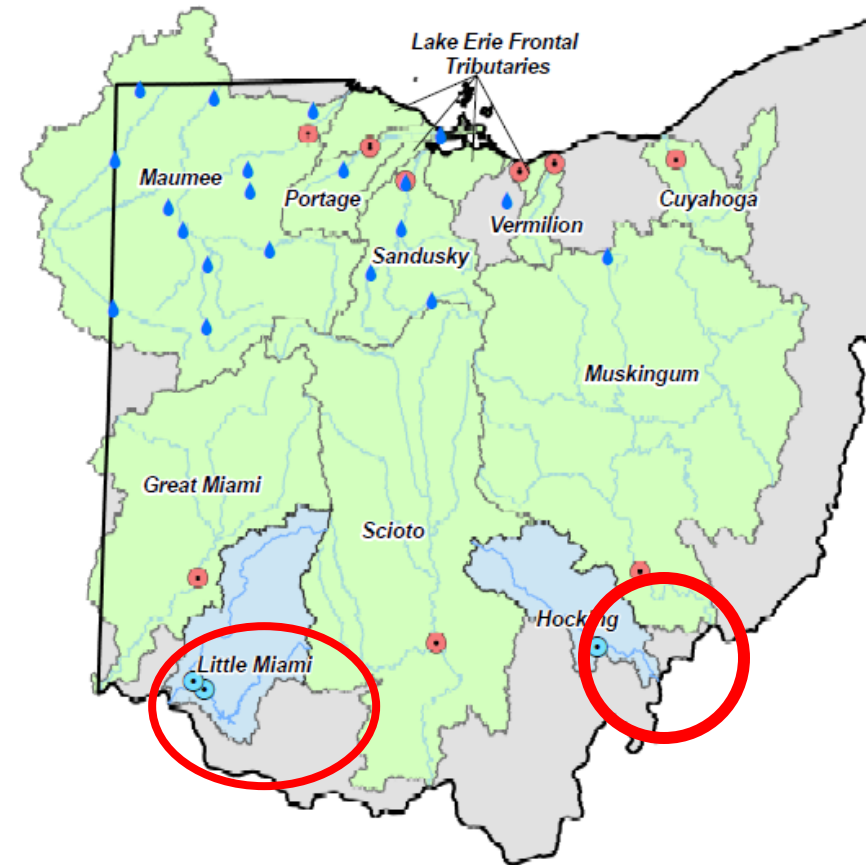 Lake Erie Frontal
Tributaries
Maumee
Portage
Cuyahoga
Vermilion
Sandusky
Muskingum
Great Miami
Scioto
Hocking
Little Miami